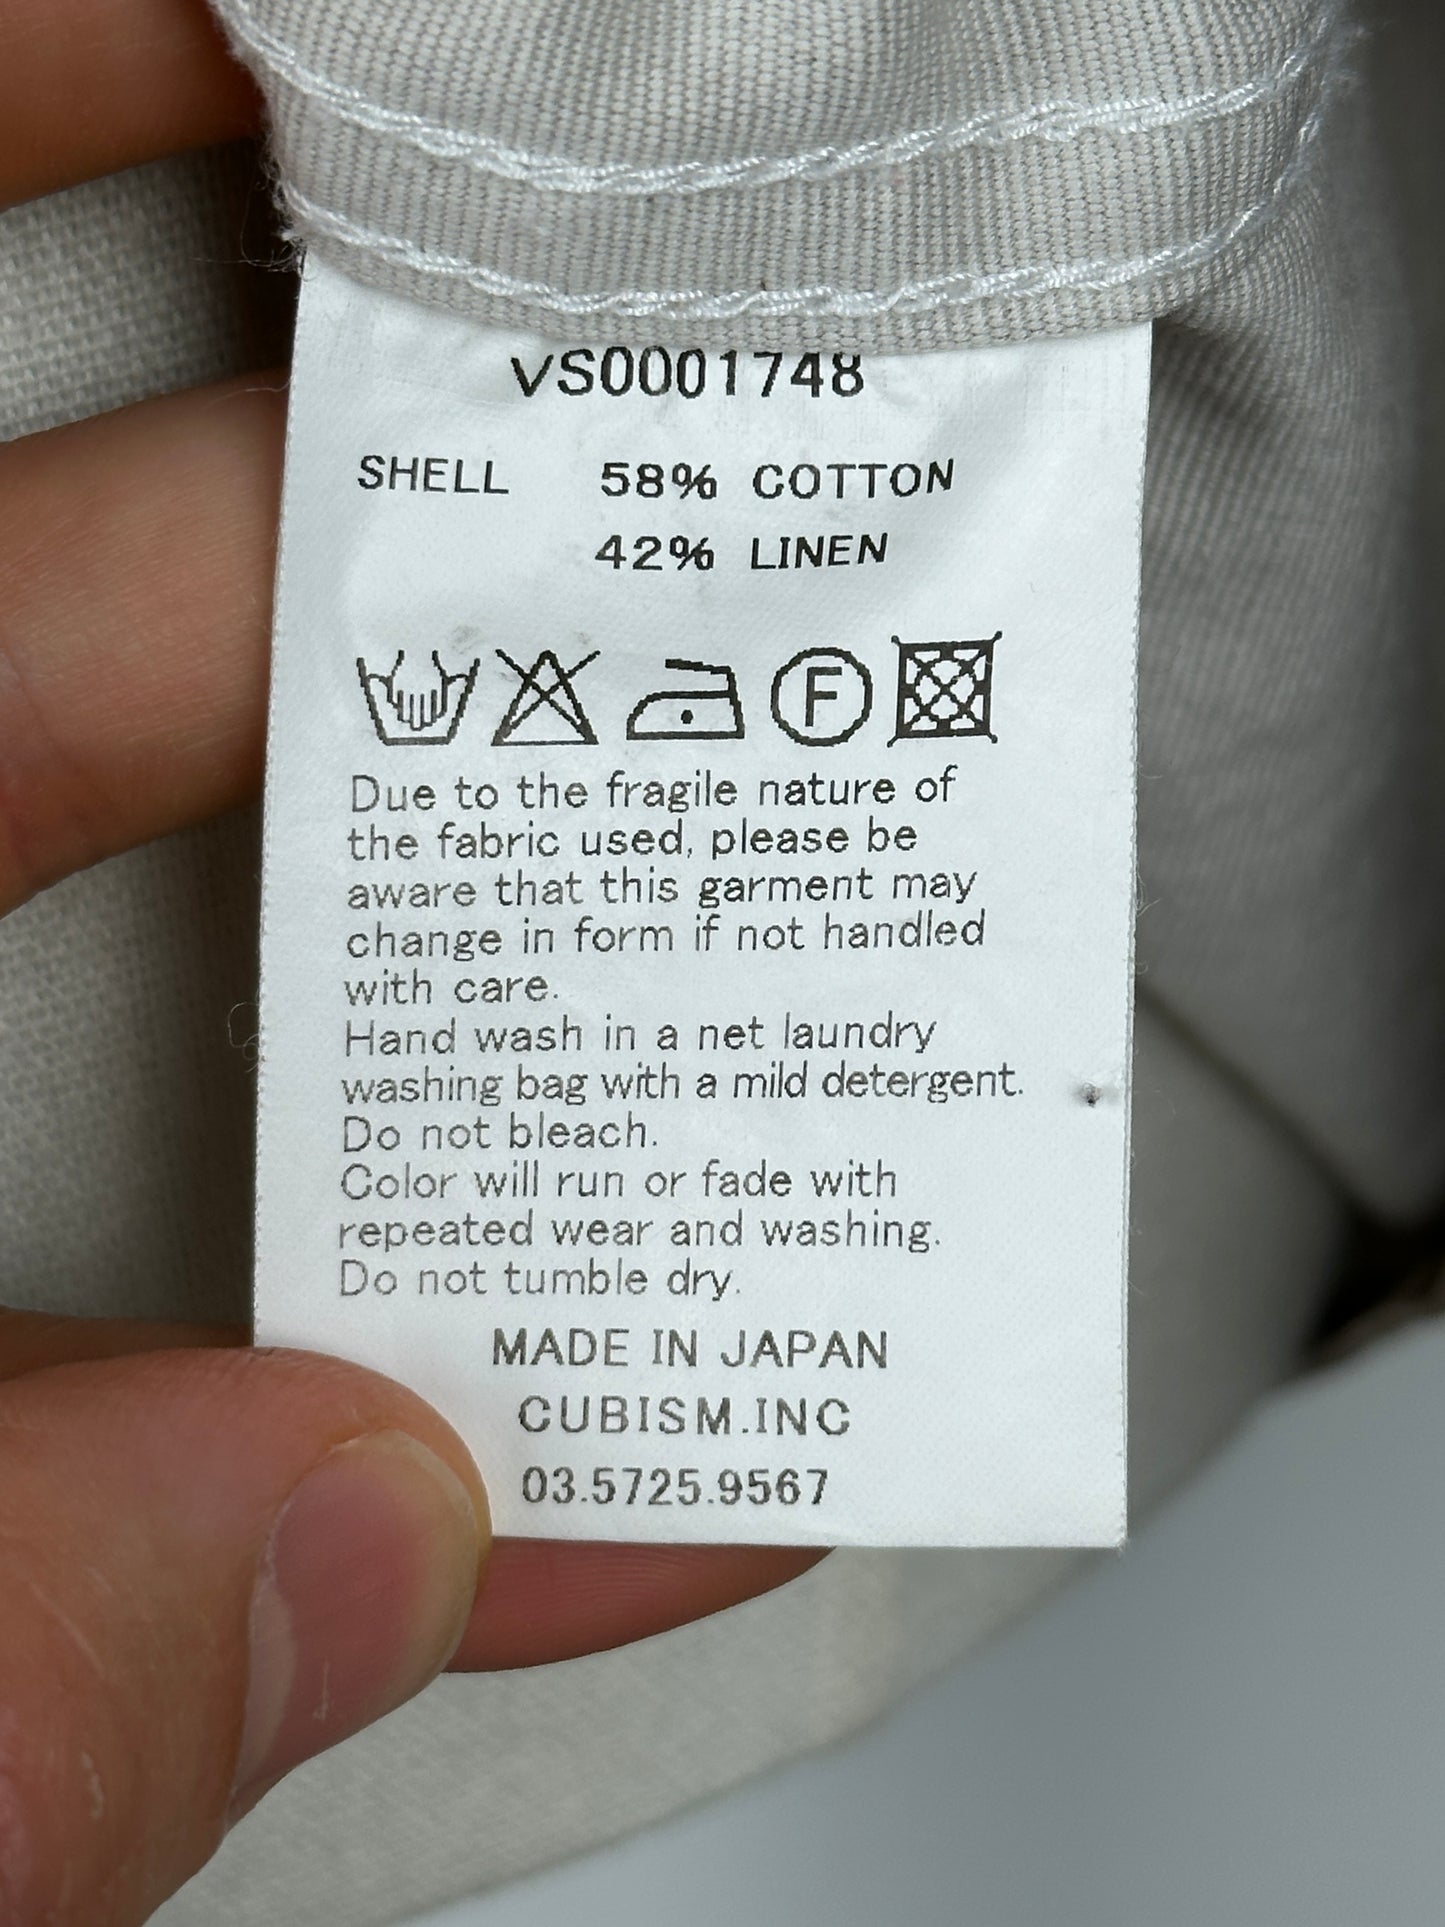 VS0001748
SHELL 58% COTTON
42% LINEN
F
Due to the fragile nature of
the fabric used, please be
aware that this garment may
change in form if not handled
with care.
Hand wash in a net laundry
washing bag with a mild detergent.
Do not bleach.
Color will run or fade with
repeated wear and washing.
Do not tumble dry.
MADE IN JAPAN
CUBISM.INC
03.5725.9567